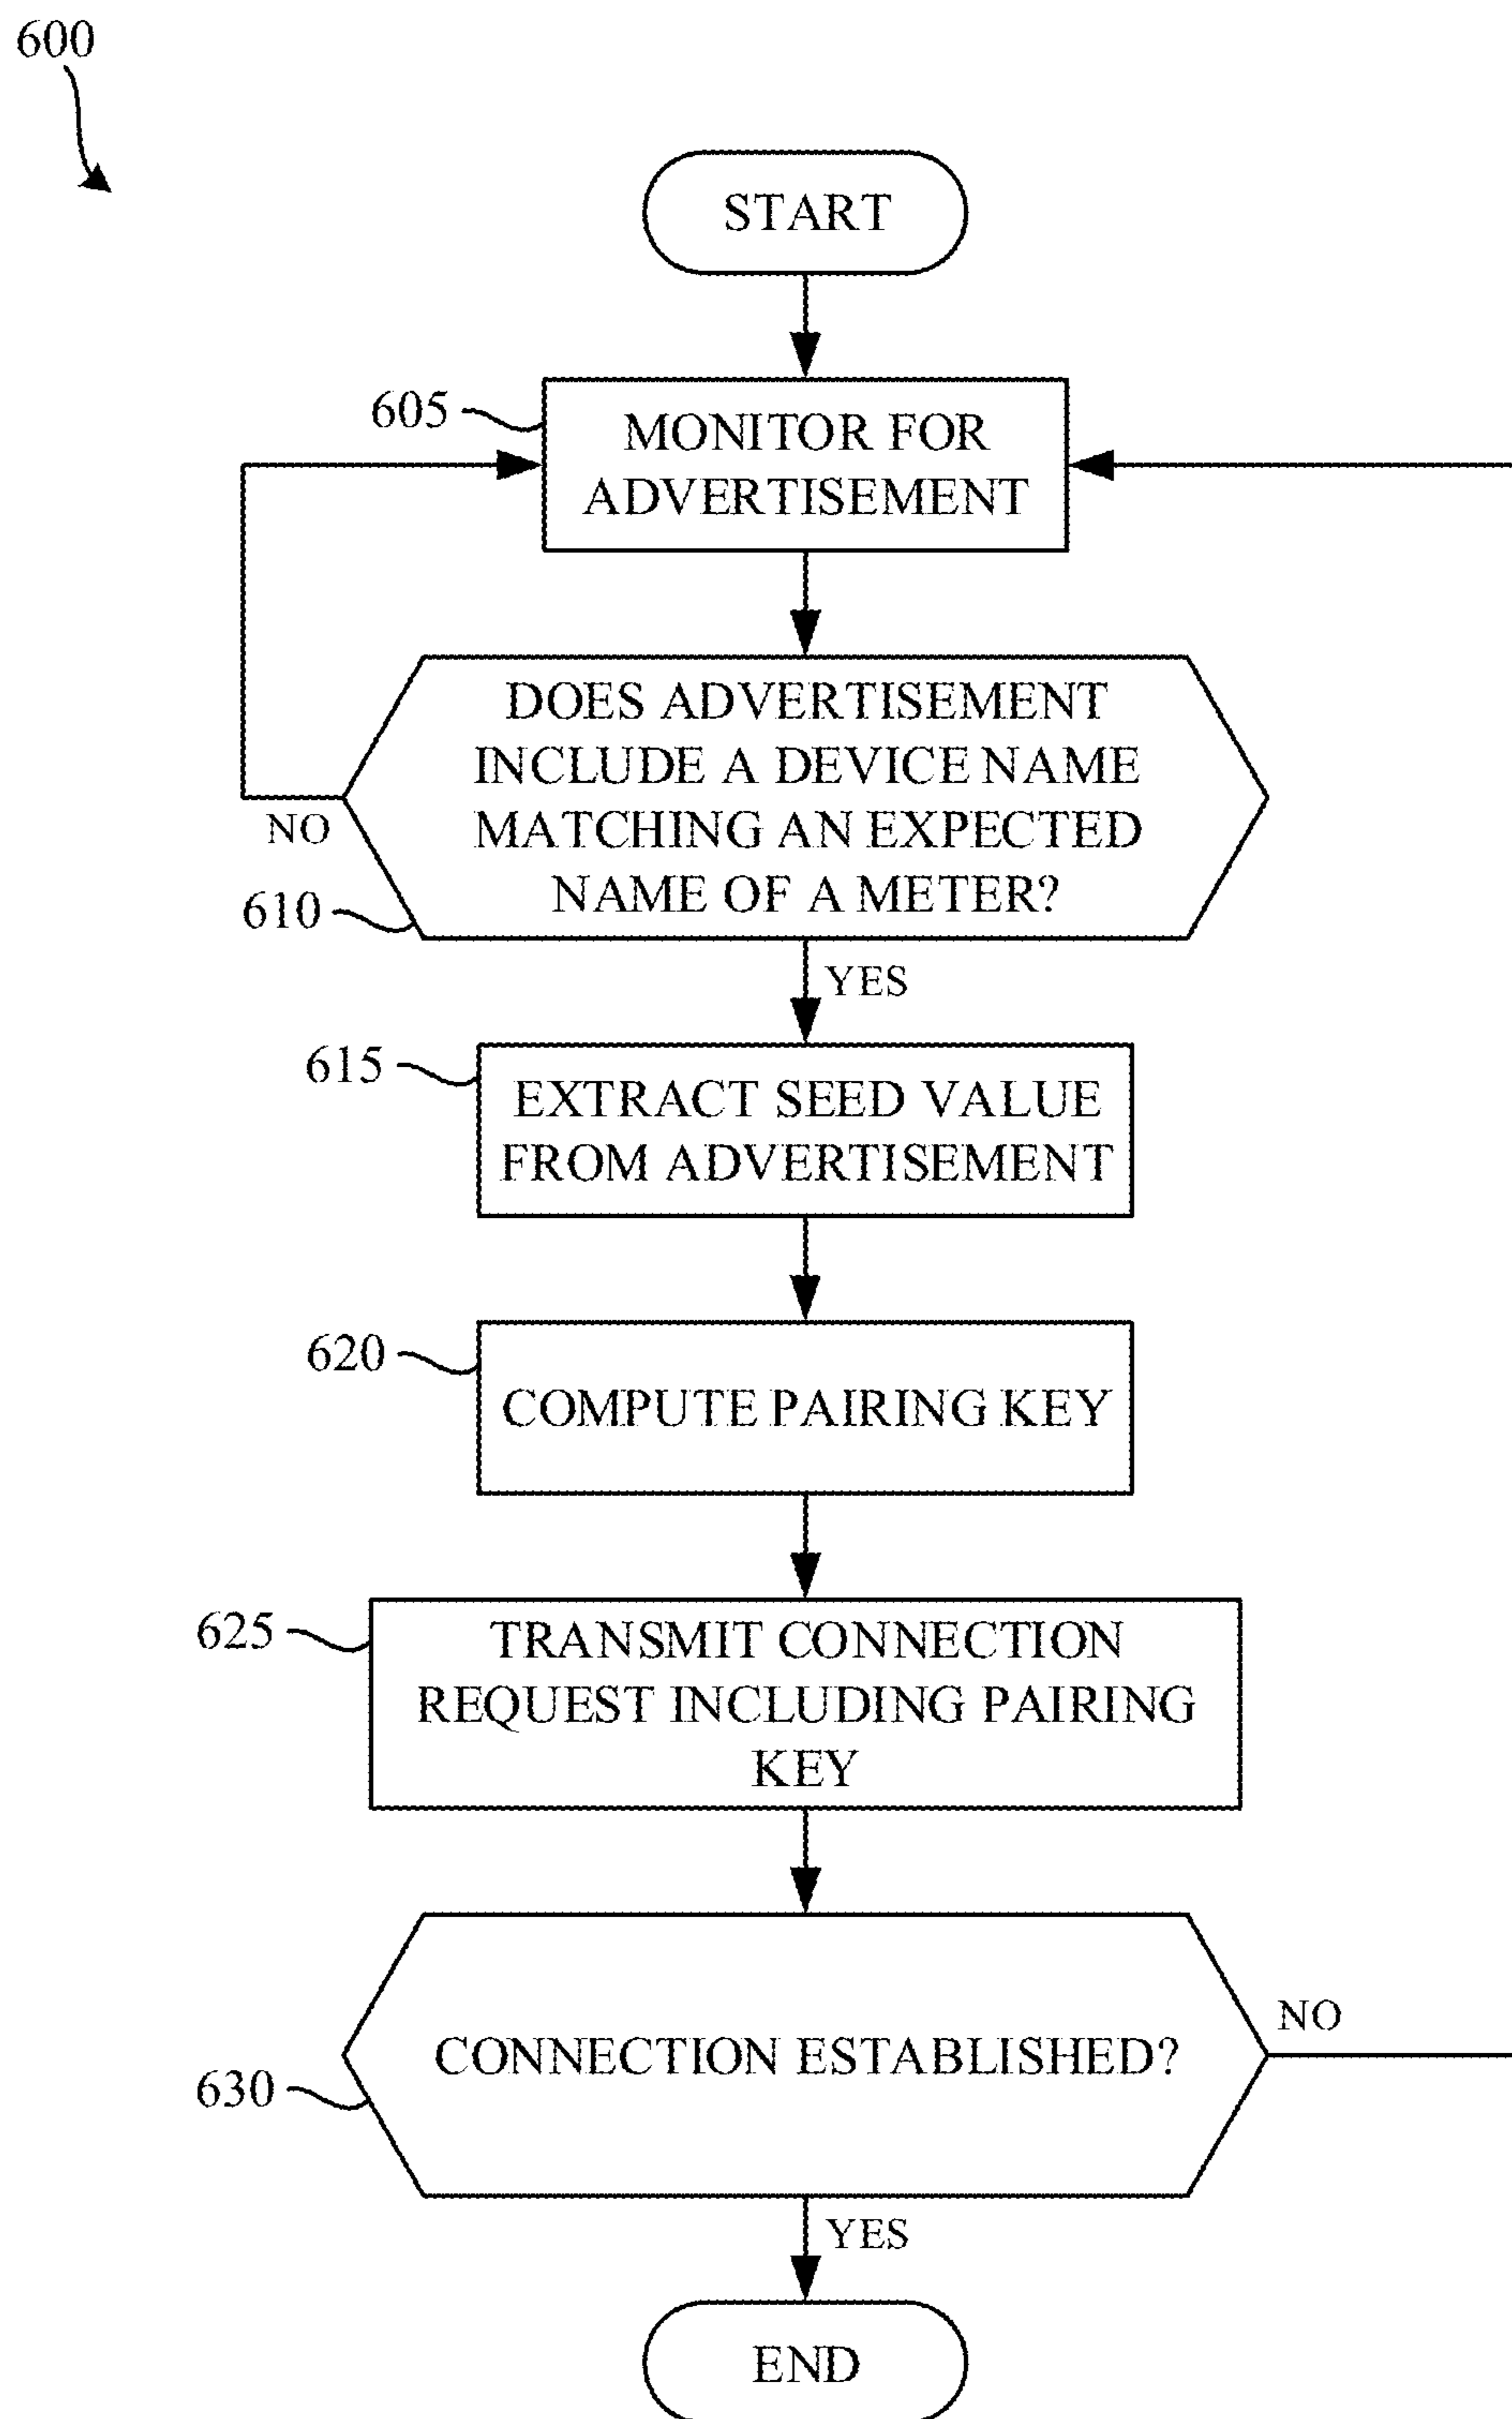 600
START
605
MONITOR FOR
ADVERTISEMENT
DOES ADVERTISEMENT
INCLUDE A DEVICE NAME
MATCHING AN EXPECTED
NAME OF A METER?
NO
610
YES
615
EXTRACT SEED VALUE
FROM ADVERTISEMENT
620
COMPUTE PAIRING KEY
625
TRANSMIT CONNECTION
REQUEST INCLUDING PAIRING
KEY
NO
CONNECTION ESTABLISHED?
630
YES
END